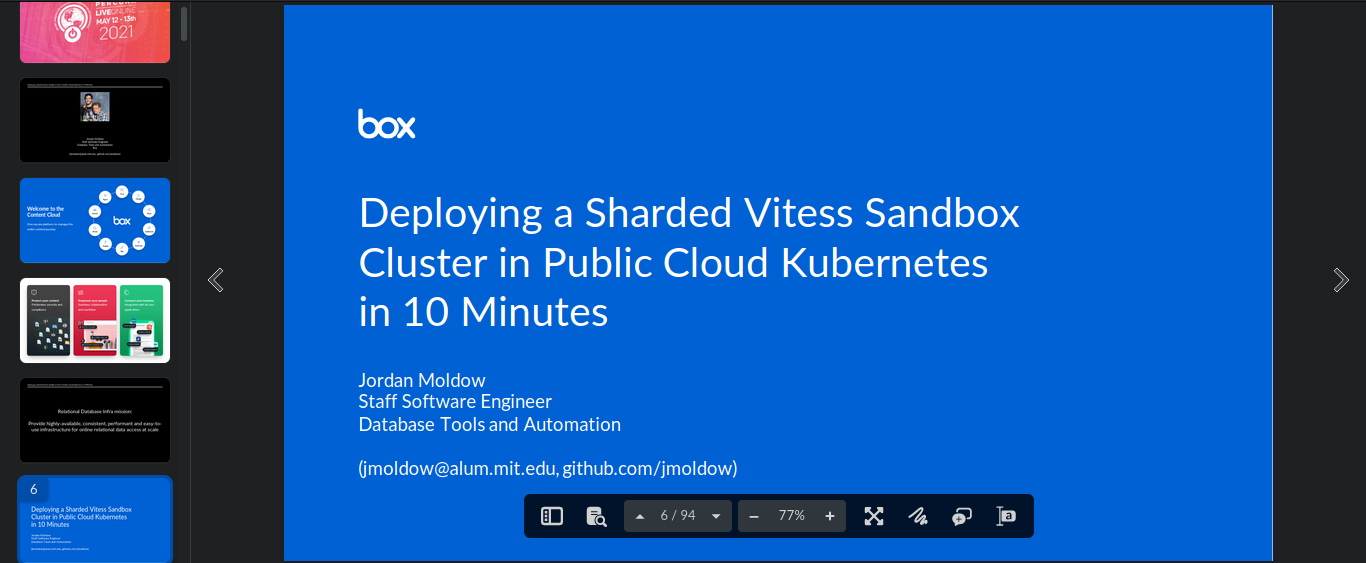 PERCONA
LIVEONLINE
MAY 12 - 13th
2021
Welcome to the
Content Cloud
box
Relational Database Infra mission:
Provide highly-available, consistent, performant and easy-to-
use infrastructure for online relational data access at scale
6
Deploying a Sharded Vitess Sandbox
Cluster in Public Cloud Kubernetes
in 10 Minutes
box
Deploying a Sharded Vitess Sandbox
Cluster in Public Cloud Kubernetes
in 10 Minutes
Jordan Moldow
Staff Software Engineer
Database Tools and Automation
(jmoldow@alum.mit.edu, github.com/jmoldow)
6 / 94
77%